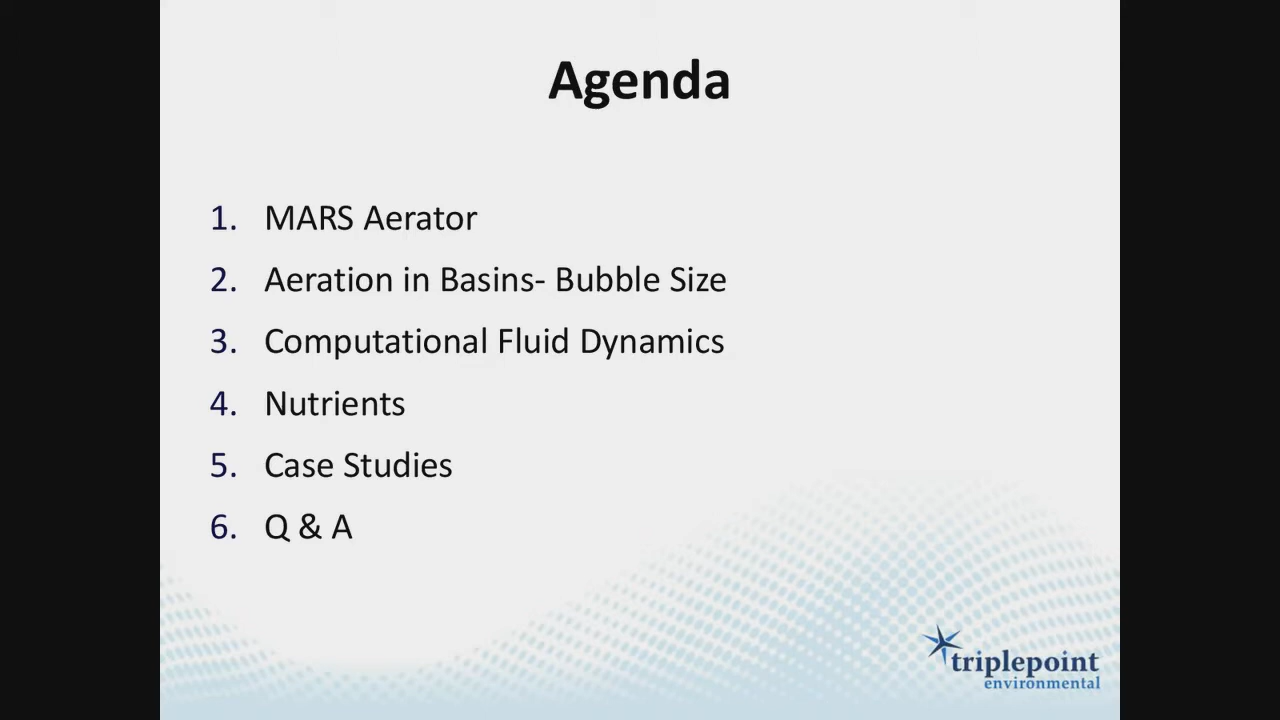 Agenda
1. MARS Aerator
2. Aeration in Basins- Bubble Size
3. Computational Fluid Dynamics
4. Nutrients
5. Case Studies
6. Q & A
triplepoint
environmental